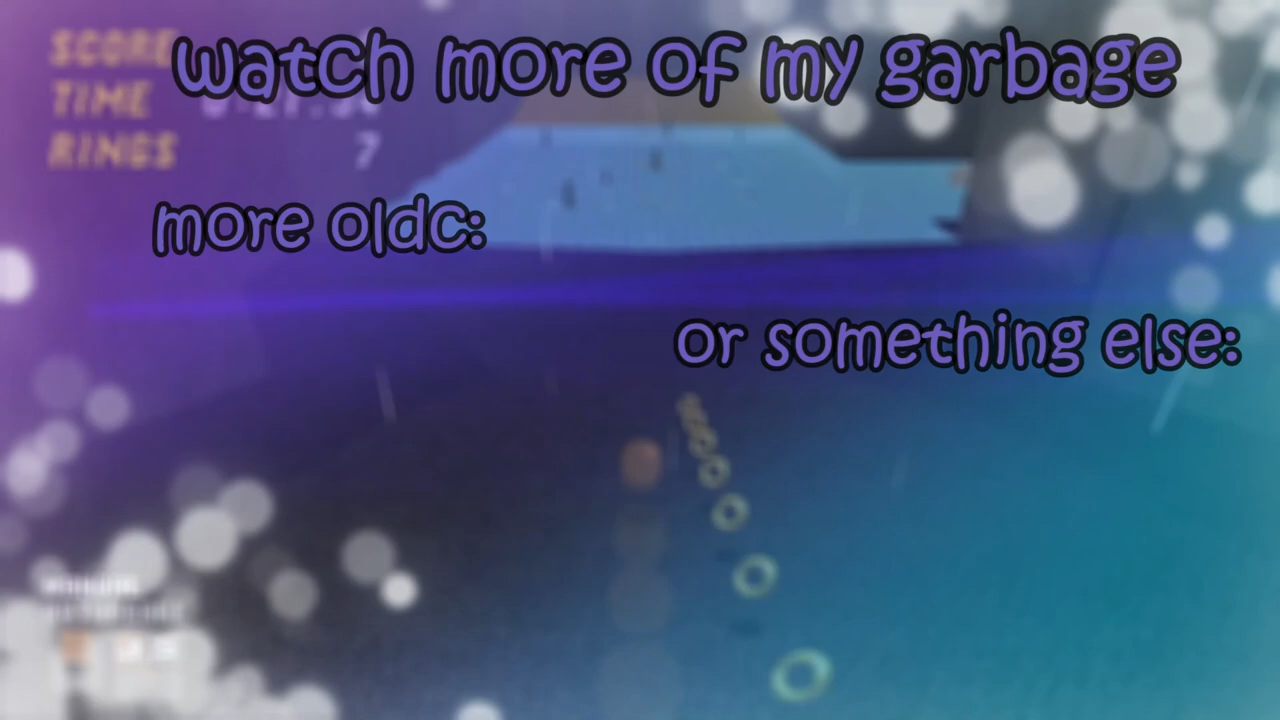 watch more of my garbage
SCORE
TIME
RINGS 7
more oldc:
or something else: